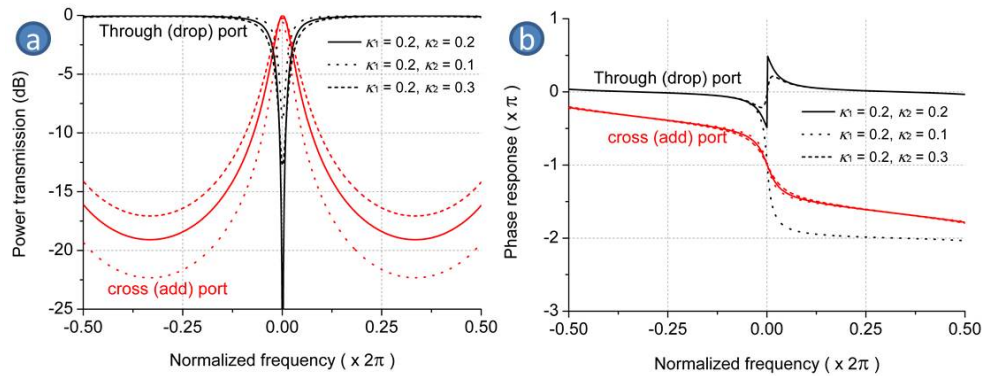 a
Through (drop) port
κ₁ = 0.2, κ₂ = 0.2
κ₁ = 0.2, κ₂ = 0.1
κ₁ = 0.2, κ₂ = 0.3
cross (add) port
Power transmission (dB)
0
-5
-10
-15
-20
-25
-0.50 -0.25 0.00 0.25 0.50
Normalized frequency ( x 2π )
b
Through (drop) port
κ₁ = 0.2, κ₂ = 0.2
κ₁ = 0.2, κ₂ = 0.1
κ₁ = 0.2, κ₂ = 0.3
cross (add) port
Phase response ( x π )
1
0
-1
-2
-3
-0.50 -0.25 0.00 0.25 0.50
Normalized frequency ( x 2π )